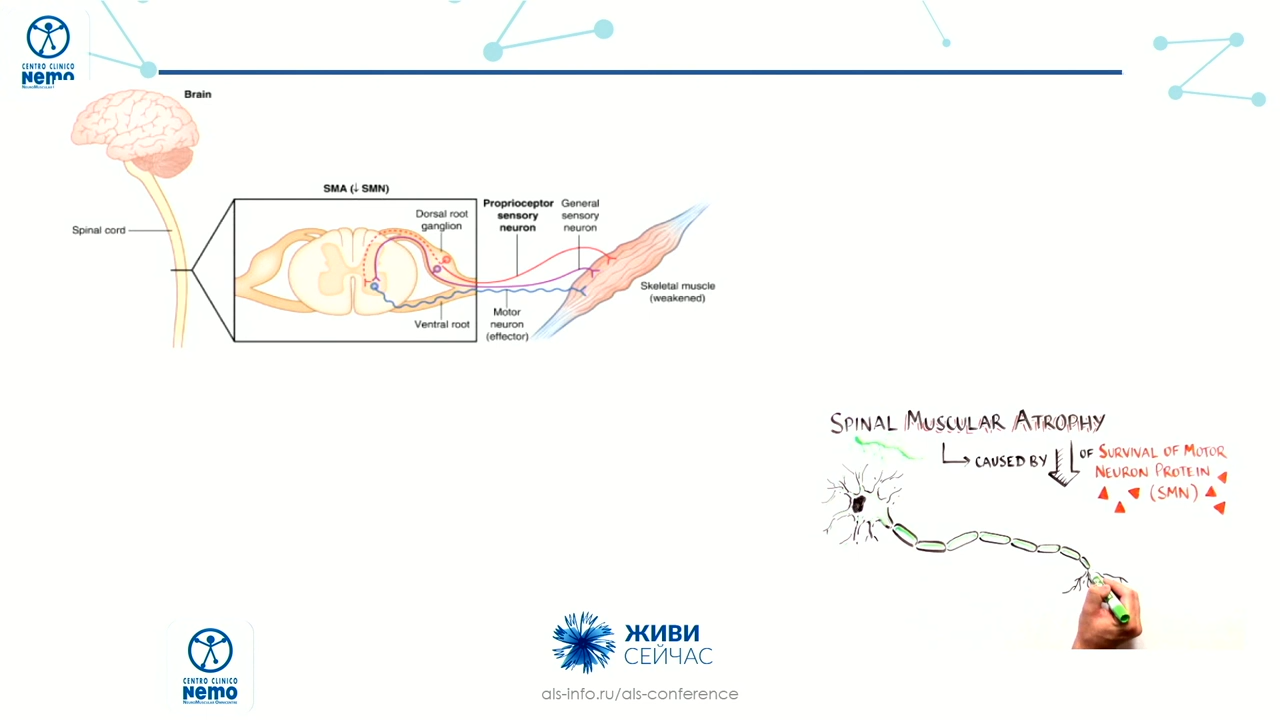 CENTRO CLINICO
NemO
Brain
SMA (↓ SMN)
Dorsal root
ganglion
Proprioceptor
sensory
neuron
General
sensory
neuron
Spinal cord
Skeletal muscle
(weakened)
Motor
neuron
(effector)
Ventral root
SPINAL MUSCULAR ATROPHY
CAUSED BY ↓ OF SURVIVAL OF MOTOR
NEURON PROTEIN
(SMN)
ЖИВИ
СЕЙЧАС
als-info.ru/als-conference
CENTRO CLINICO
NemO